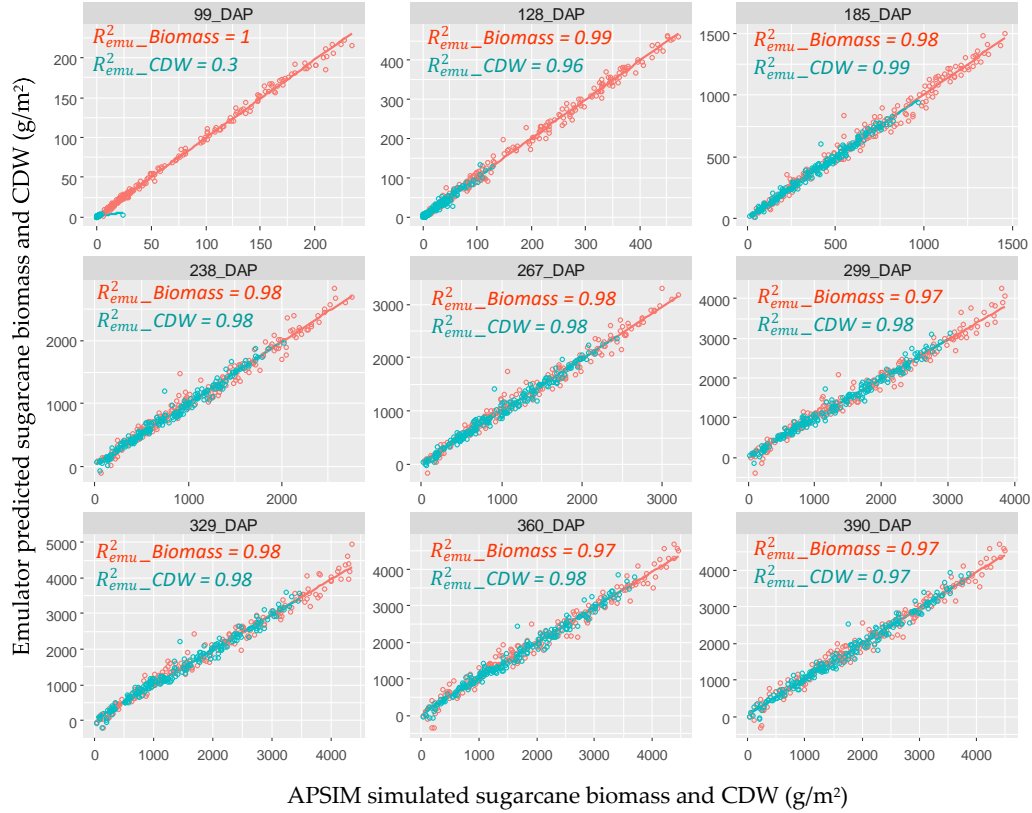 Emulator predicted sugarcane biomass and CDW (g/m²)
99_DAP
R²emu_Biomass = 1
R²emu_CDW = 0.3
200
150
100
50
0
0 50 100 150 200
128_DAP
R²emu_Biomass = 0.99
R²emu_CDW = 0.96
400
300
200
100
0
0 100 200 300 400
185_DAP
R²emu_Biomass = 0.98
R²emu_CDW = 0.99
1500
1000
500
0
0 500 1000 1500
238_DAP
R²emu_Biomass = 0.98
R²emu_CDW = 0.98
2000
1000
0
0 1000 2000
267_DAP
R²emu_Biomass = 0.98
R²emu_CDW = 0.98
3000
2000
1000
0
0 1000 2000 3000
299_DAP
R²emu_Biomass = 0.97
R²emu_CDW = 0.98
4000
3000
2000
1000
0
0 1000 2000 3000 4000
329_DAP
R²emu_Biomass = 0.98
R²emu_CDW = 0.98
5000
4000
3000
2000
1000
0
0 1000 2000 3000 4000
360_DAP
R²emu_Biomass = 0.97
R²emu_CDW = 0.98
4000
3000
2000
1000
0
0 1000 2000 3000 4000
390_DAP
R²emu_Biomass = 0.97
R²emu_CDW = 0.97
4000
3000
2000
1000
0
0 1000 2000 3000 4000
APSIM simulated sugarcane biomass and CDW (g/m²)